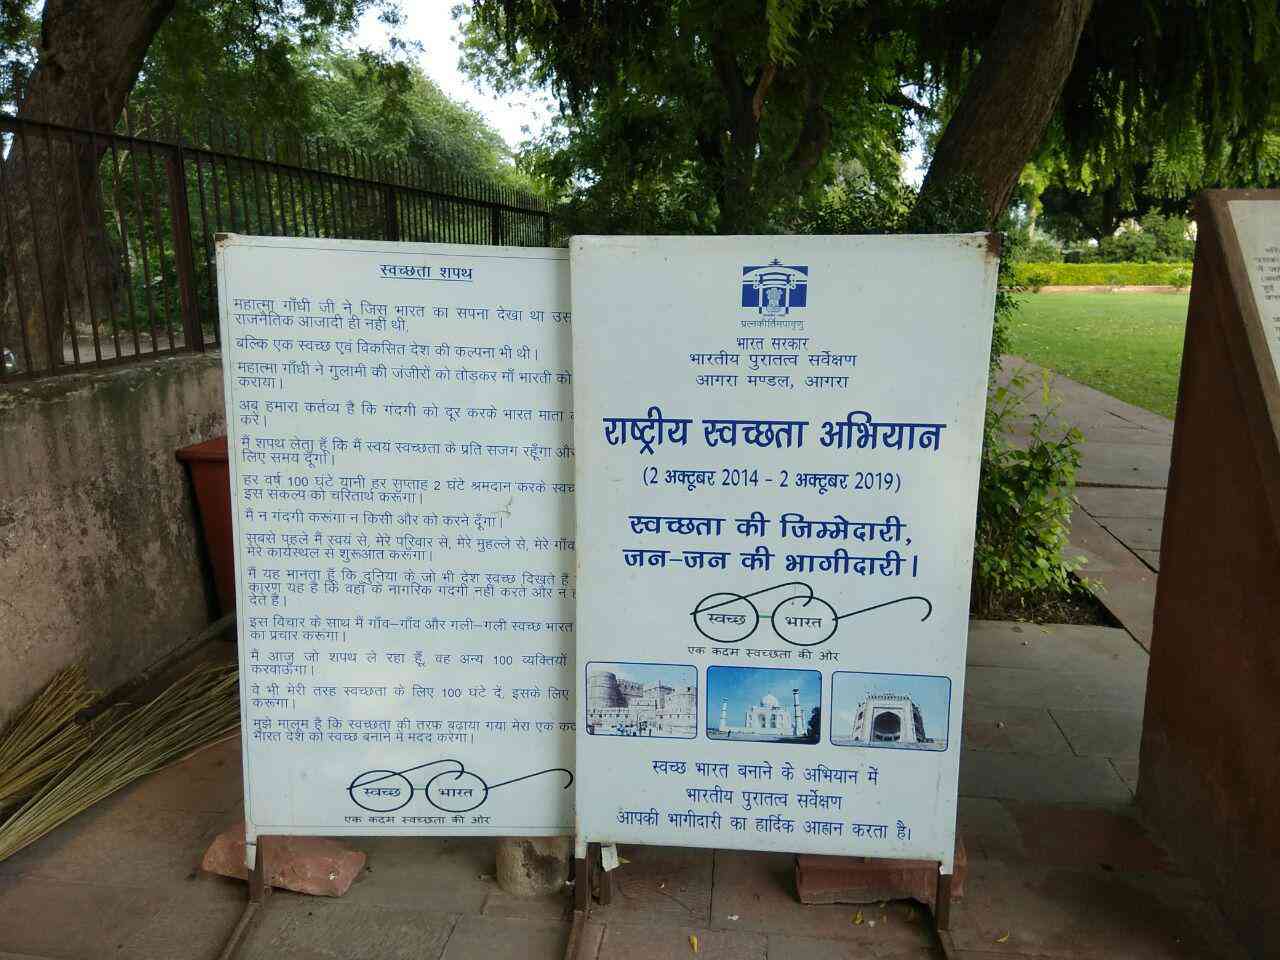 स्वच्छता शपथ
महात्मा गाँधी जी ने जिस भारत का सपना देखा था
राजनैतिक आजादी ही नहीं थी,
बल्कि एक स्वच्छ एवं विकसित देश की कल्पना भी थी।
महात्मा गाँधी ने गुलामी की जंजीरों को तोड़कर माँ भारती को
कराया।
अब हमारा कर्तव्य है कि गंदगी को दूर करके भारत माता
करें।
मैं शपथ लेता हूँ कि मैं स्वयं स्वच्छता के प्रति सजग रहूँगा
लिए समय दूँगा।
हर वर्ष 100 घंटे यानी हर सप्ताह 2 घंटे श्रमदान करके
इस संकल्प को चरितार्थ करूंगा।
मैं न गंदगी करूंगा न किसी और को करने दूँगा।
सबसे पहले मैं स्वयं से, मेरे परिवार से, मेरे मुहल्ले से, मेरे गाँव
मेरे कार्यस्थल से शुरूआत करूंगा।
मैं यह मानता हूँ कि दुनिया के जो भी देश स्वच्छ दिखते हैं
कारण यह है कि वहाँ के नागरिक गंदगी नहीं करते और न
देते हैं।
इस विचार के साथ मैं गाँव-गाँव और गली-गली स्वच्छ भारत
का प्रचार करूंगा।
मैं आज जो शपथ ले रहा हूँ, वह अन्य 100 व्यक्तियों
करवाऊँगा।
वे भी मेरी तरह स्वच्छता के लिए 100 घंटे दें, इसके लिए
करूंगा।
मुझे मालूम है कि स्वच्छता की तरफ बढ़ाया गया मेरा एक
भारत देश को स्वच्छ बनाने में मदद करेगा।
स्वच्छ भारत
एक कदम स्वच्छता की ओर
प्रत्नकीर्तिमपावृणु
भारत सरकार
भारतीय पुरातत्व सर्वेक्षण
आगरा मण्डल, आगरा
राष्ट्रीय स्वच्छता अभियान
(2 अक्टूबर 2014 - 2 अक्टूबर 2019)
स्वच्छता की जिम्मेदारी,
जन-जन की भागीदारी।
स्वच्छ भारत
एक कदम स्वच्छता की ओर
स्वच्छ भारत बनाने के अभियान में
भारतीय पुरातत्व सर्वेक्षण
आपकी भागीदारी का हार्दिक आह्वान करता है।